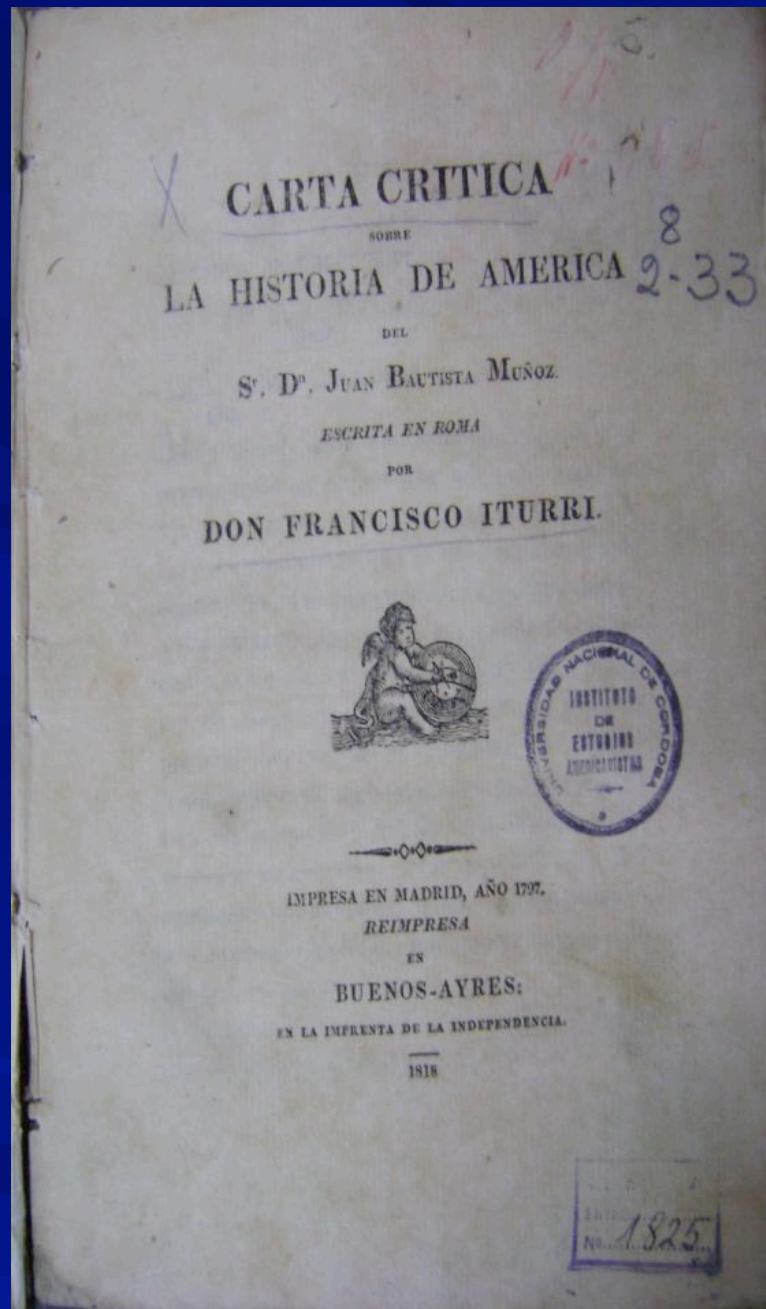 CARTA CRITICA
SOBRE
LA HISTORIA DE AMERICA
8
2-33
DEL
Sr. Dn. JUAN BAUTISTA MUÑOZ.
ESCRITA EN ROMA
POR
DON FRANCISCO ITURRI.
UNIVERSIDAD NACIONAL DE CORDOBA
INSTITUTO
DE
ESTUDIOS
AMERICANISTAS
IMPRESA EN MADRID, AÑO 1797.
REIMPRESA
EN
BUENOS-AYRES:
EN LA IMPRENTA DE LA INDEPENDENCIA.
1818
No. 1825